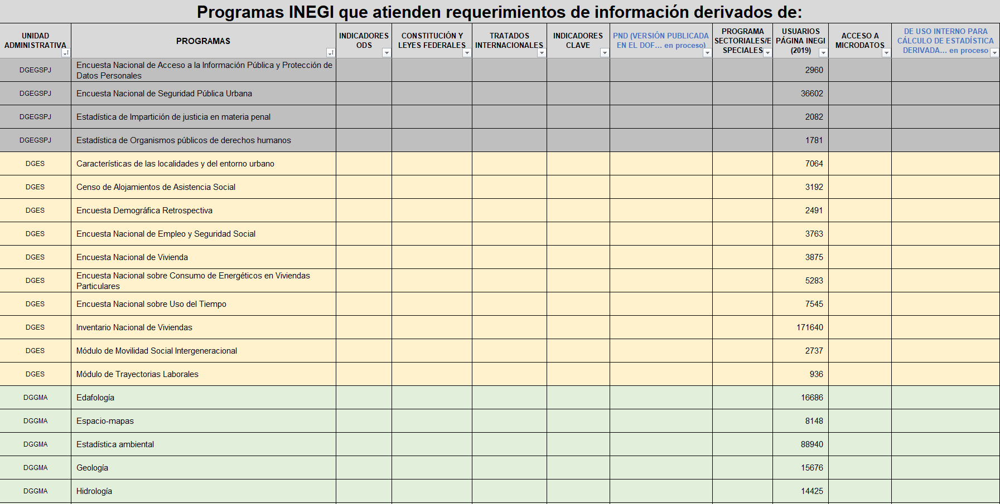 Programas INEGI que atienden requerimientos de información derivados de:
UNIDAD ADMINISTRATIVA
PROGRAMAS
INDICADORES ODS
CONSTITUCIÓN Y LEYES FEDERALES
TRATADOS INTERNACIONALES
INDICADORES CLAVE
PND (VERSIÓN PUBLICADA EN EL DOF... en proceso)
PROGRAMA SECTORIALES/E SPECIALES
USUARIOS PÁGINA INEGI (2019)
ACCESO A MICRODATOS
DE USO INTERNO PARA CÁLCULO DE ESTADÍSTICA DERIVADA... en proceso
DGEGSPJ Encuesta Nacional de Acceso a la Información Pública y Protección de Datos Personales 2960
DGEGSPJ Encuesta Nacional de Seguridad Pública Urbana 36602
DGEGSPJ Estadística de Impartición de justicia en materia penal 2082
DGEGSPJ Estadística de Organismos públicos de derechos humanos 1781
DGES Características de las localidades y del entorno urbano 7064
DGES Censo de Alojamientos de Asistencia Social 3192
DGES Encuesta Demográfica Retrospectiva 2491
DGES Encuesta Nacional de Empleo y Seguridad Social 3763
DGES Encuesta Nacional de Vivienda 3875
DGES Encuesta Nacional sobre Consumo de Energéticos en Viviendas Particulares 5283
DGES Encuesta Nacional sobre Uso del Tiempo 7545
DGES Inventario Nacional de Viviendas 171640
DGES Módulo de Movilidad Social Intergeneracional 2737
DGES Módulo de Trayectorias Laborales 936
DGGMA Edafología 16686
DGGMA Espacio-mapas 8148
DGGMA Estadística ambiental 88940
DGGMA Geología 15676
DGGMA Hidrología 14425